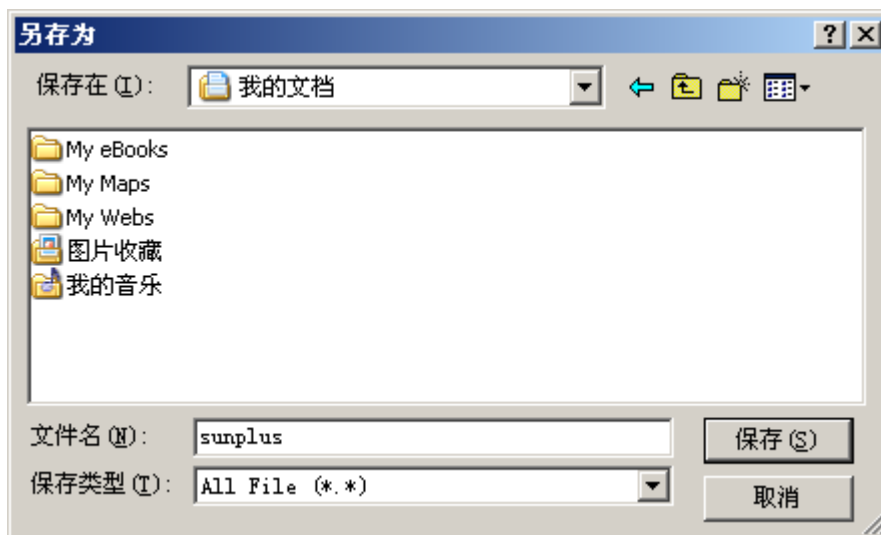 另存为
保存在(I): 我的文档
My eBooks
My Maps
My Webs
图片收藏
我的音乐
文件名(N): sunplus 保存(S)
保存类型(T): All File (*.*) 取消